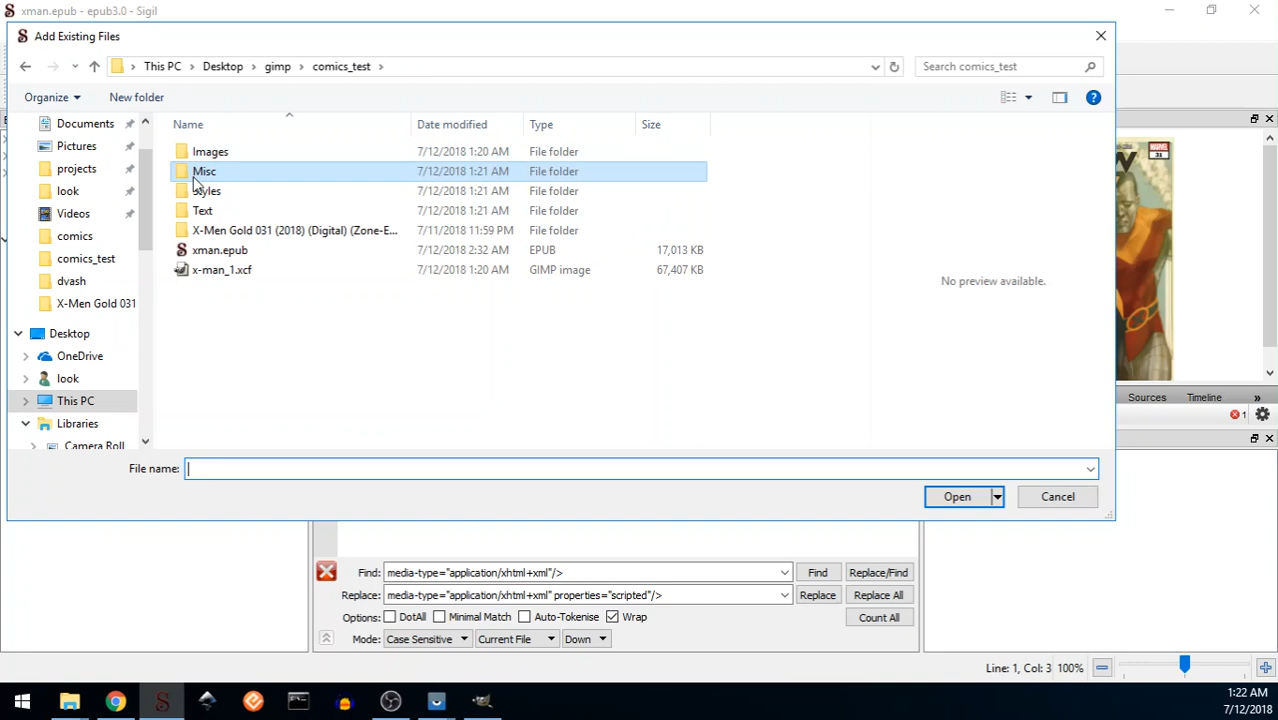 xman.epub - epub3.0 - Sigil
Add Existing Files
This PC > Desktop > gimp > comics_test >
Search comics_test
Organize
New folder
Name
Date modified
Type
Size
Documents
Pictures
projects
look
Videos
comics
comics_test
dvash
X-Men Gold 031
Desktop
OneDrive
look
This PC
Libraries
Camera Roll
Images 7/12/2018 1:20 AM File folder
Misc 7/12/2018 1:21 AM File folder
Styles 7/12/2018 1:21 AM File folder
Text 7/12/2018 1:21 AM File folder
X-Men Gold 031 (2018) (Digital) (Zone-E... 7/11/2018 11:59 PM File folder
xman.epub 7/12/2018 2:32 AM EPUB 17,013 KB
x-man_1.xcf 7/12/2018 1:20 AM GIMP image 67,407 KB
No preview available.
File name:
Open
Cancel
MARVEL
31
Sources
Timeline
»
1
Find: media-type="application/xhtml+xml"/>
Find
Replace/Find
Replace: media-type="application/xhtml+xml" properties="scripted"/>
Replace
Replace All
Options: DotAll Minimal Match Auto-Tokenise Wrap
Count All
Mode: Case Sensitive Current File Down
Line: 1, Col: 3 100%
1:22 AM
7/12/2018